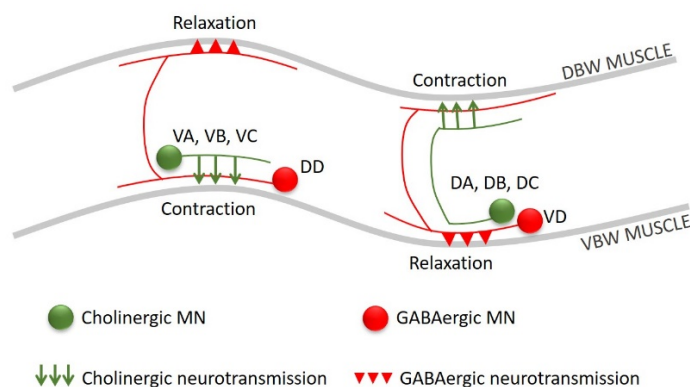 Relaxation
DBW MUSCLE
Contraction
VA, VB, VC
DD
DA, DB, DC
VD
Contraction
VBW MUSCLE
Relaxation
Cholinergic MN
GABAergic MN
Cholinergic neurotransmission
GABAergic neurotransmission